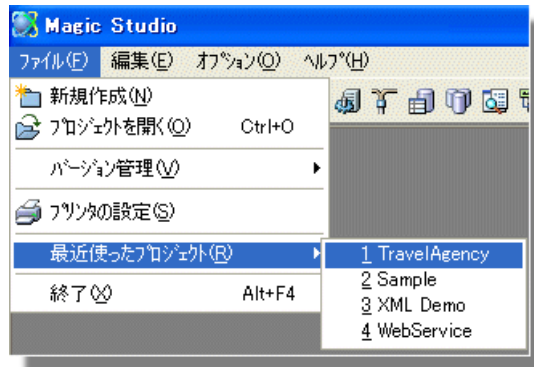 Magic Studio
ファイル(F) 編集(E) オプション(O) ヘルプ(H)
新規作成(N)
プロジェクトを開く(O) Ctrl+O
バージョン管理(V)
プリンタの設定(S)
最近使ったプロジェクト(R) 1 TravelAgency
2 Sample
終了(X) Alt+F4 3 XML Demo
4 WebService